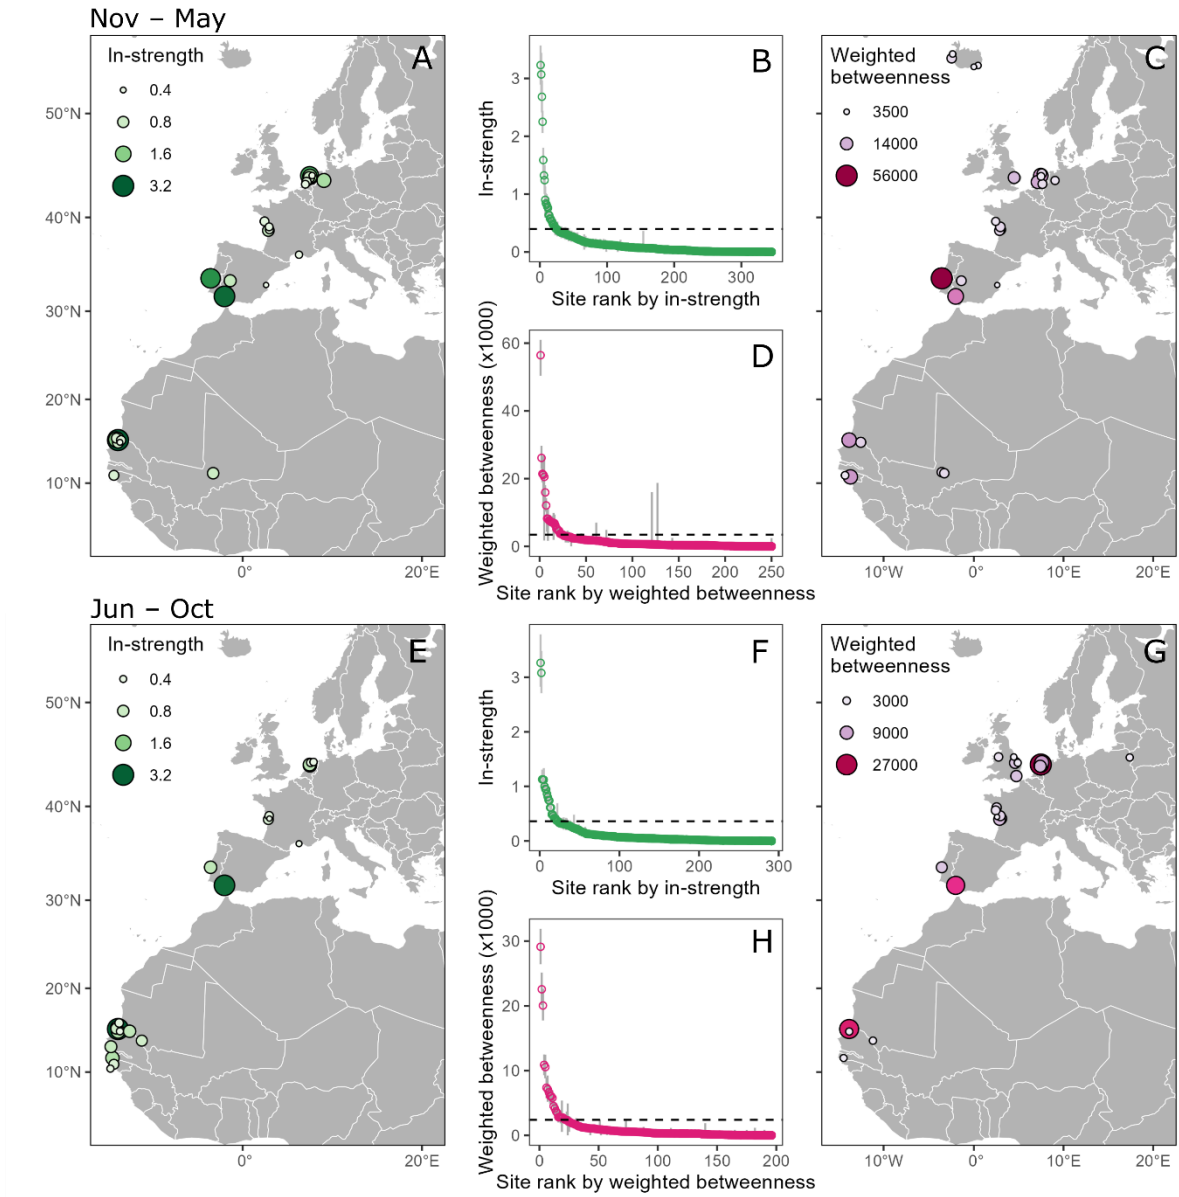 Nov – May
In-strength
A
0.4
0.8
1.6
3.2
50°N
40°N
30°N
20°N
10°N
0°
20°E
B
In-strength
3
2
1
0
0
100
200
300
Site rank by in-strength
C
Weighted
betweenness
3500
14000
56000
10°W
0°
10°E
20°E
D
Weighted betweenness (x1000)
60
40
20
0
0
50
100
150
200
250
Site rank by weighted betweenness
Jun – Oct
In-strength
E
0.4
0.8
1.6
3.2
50°N
40°N
30°N
20°N
10°N
0°
20°E
F
In-strength
3
2
1
0
0
100
200
300
Site rank by in-strength
G
Weighted
betweenness
3000
9000
27000
10°W
0°
10°E
20°E
H
Weighted betweenness (x1000)
30
20
10
0
0
50
100
150
200
Site rank by weighted betweenness